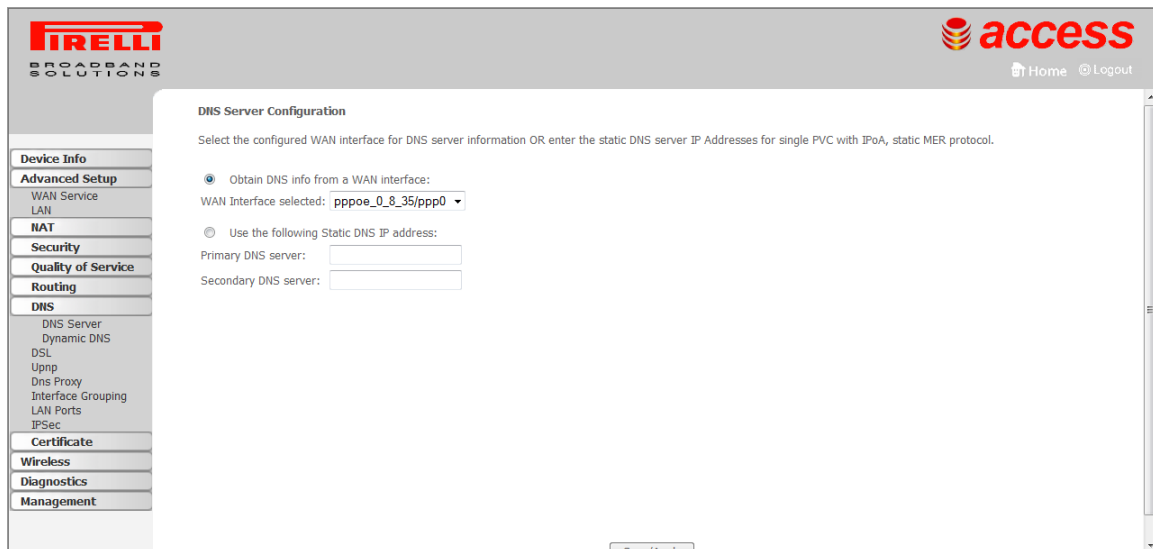 PIRELLI
BROADBAND
SOLUTIONS
access
Home Logout
DNS Server Configuration
Select the configured WAN interface for DNS server information OR enter the static DNS server IP Addresses for single PVC with IPoA, static MER protocol.
Device Info
Advanced Setup
WAN Service
LAN
NAT
Security
Quality of Service
Routing
DNS
DNS Server
Dynamic DNS
DSL
Upnp
Dns Proxy
Interface Grouping
LAN Ports
IPSec
Certificate
Wireless
Diagnostics
Management
Obtain DNS info from a WAN interface:
WAN Interface selected: pppoe_0_8_35/ppp0
Use the following Static DNS IP address:
Primary DNS server:
Secondary DNS server: